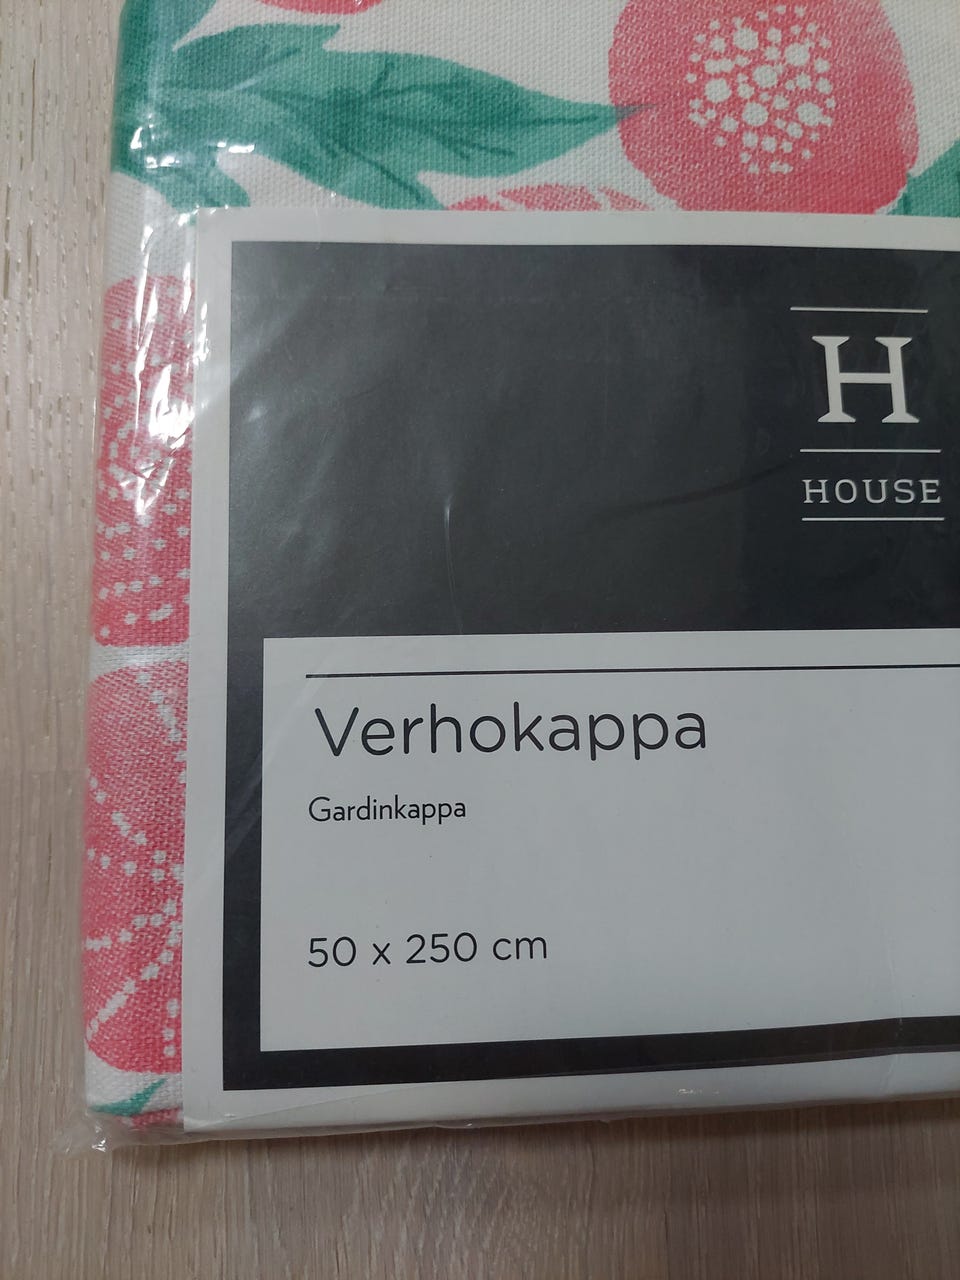 H
HOUSE
Verhokappa
Gardinkappa
50 x 250 cm